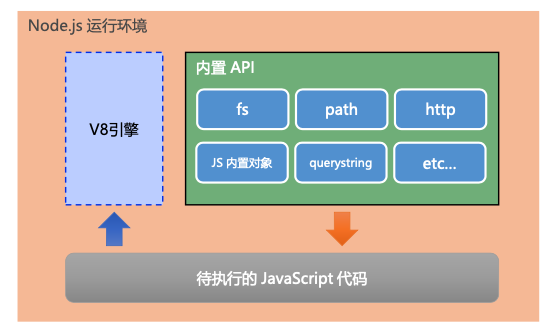 Node.js 运行环境
V8引擎
内置 API
fs
path
http
JS 内置对象
querystring
etc...
待执行的 JavaScript 代码